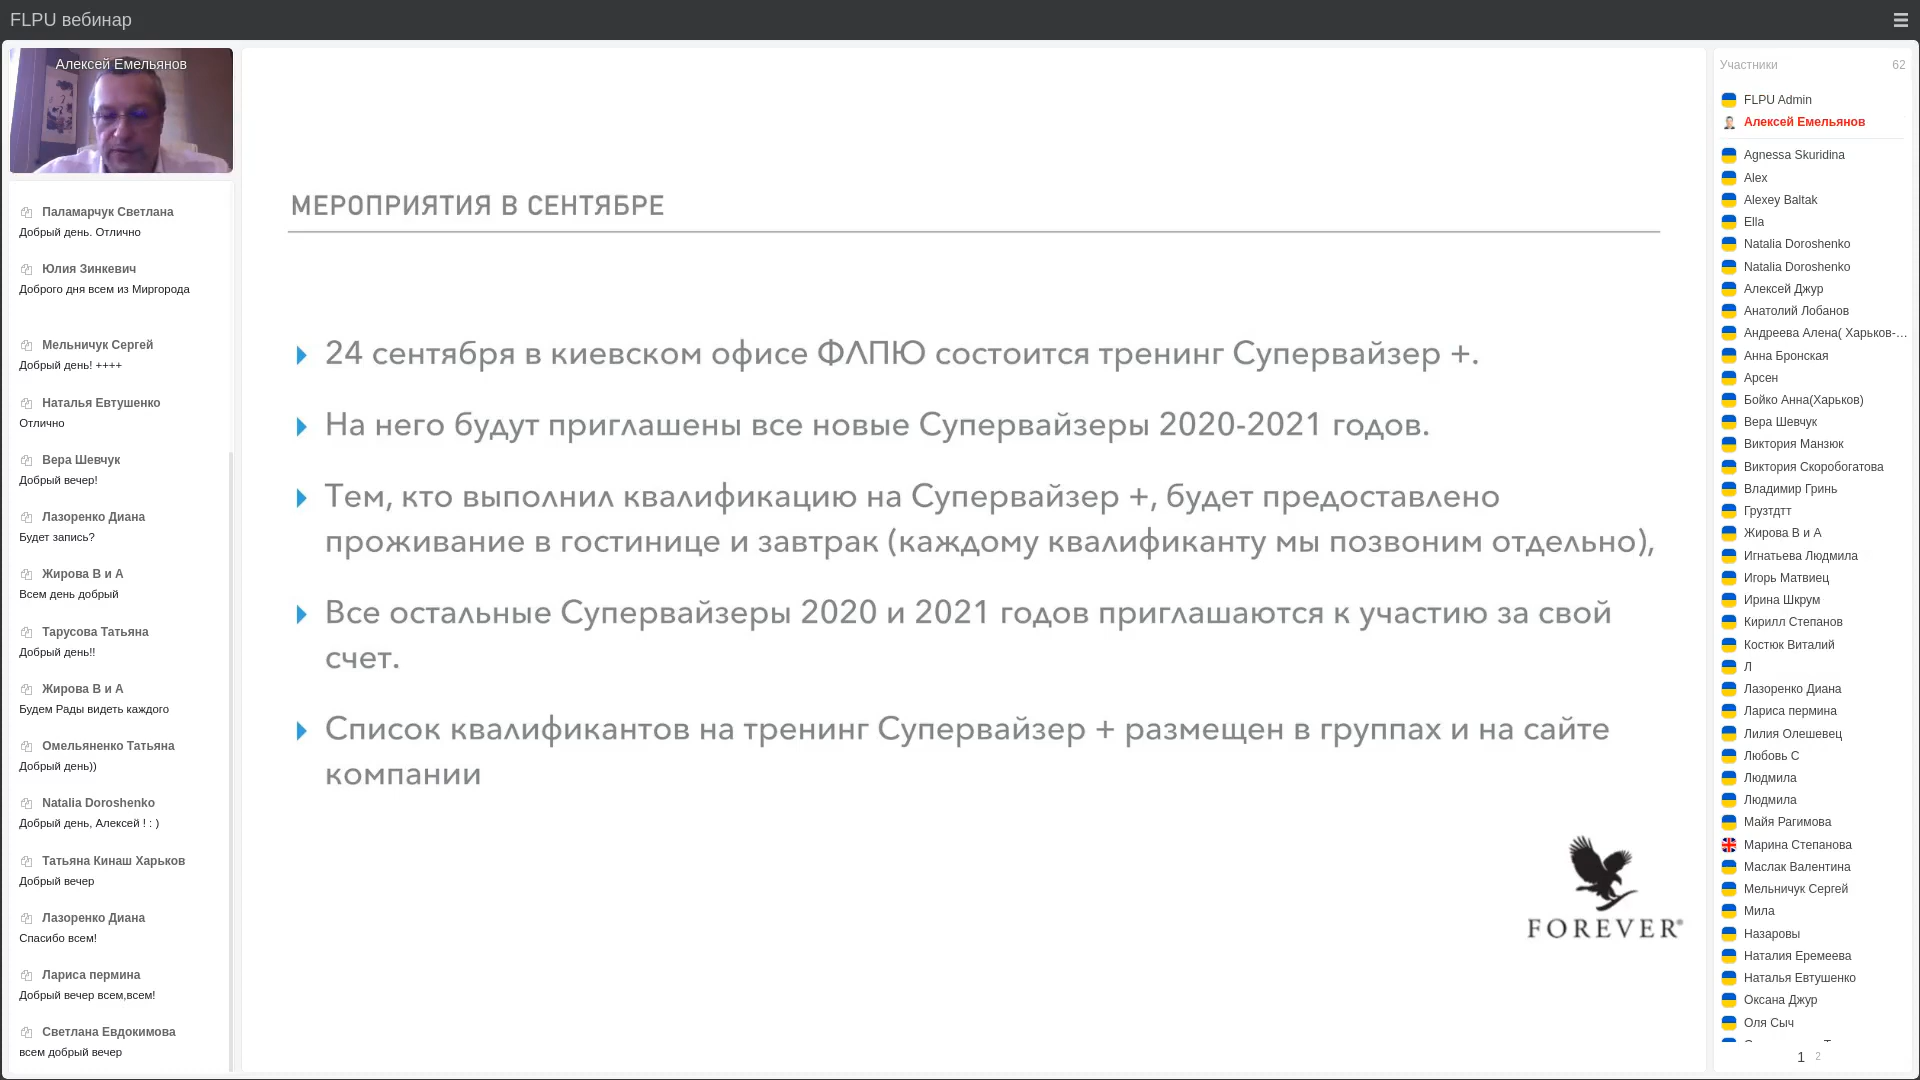 FLPU вебинар
Алексей Емельянов
Паламарчук Светлана
Добрый день. Отлично
Юлия Зинкевич
Доброго дня всем из Миргорода
Мельничук Сергей
Добрый день! ++++
Наталья Евтушенко
Отлично
Вера Шевчук
Добрый вечер!
Лазоренко Диана
Будет запись?
Жирова В и А
Всем день добрый
Тарусова Татьяна
Добрый день!!
Жирова В и А
Будем Рады видеть каждого
Омельяненко Татьяна
Добрый день))
Natalia Doroshenko
Добрый день, Алексей ! : )
Татьяна Кинаш Харьков
Добрый вечер
Лазоренко Диана
Спасибо всем!
Лариса пермина
Добрый вечер всем,всем!
Светлана Евдокимова
всем добрый вечер
МЕРОПРИЯТИЯ В СЕНТЯБРЕ
24 сентября в киевском офисе ФЛПЮ состоится тренинг Супервайзер +.
На него будут приглашены все новые Супервайзеры 2020-2021 годов.
Тем, кто выполнил квалификацию на Супервайзер +, будет предоставлено
проживание в гостинице и завтрак (каждому квалификанту мы позвоним отдельно),
Все остальные Супервайзеры 2020 и 2021 годов приглашаются к участию за свой
счет.
Список квалификантов на тренинг Супервайзер + размещен в группах и на сайте
компании
FOREVER®
Участники 62
FLPU Admin
Алексей Емельянов
Agnessa Skuridina
Alex
Alexey Baltak
Ella
Natalia Doroshenko
Natalia Doroshenko
Алексей Джур
Анатолий Лобанов
Андреева Алена( Харьков-...
Анна Бронская
Арсен
Бойко Анна(Харьков)
Вера Шевчук
Виктория Манзюк
Виктория Скоробогатова
Владимир Гринь
Груздтт
Жирова В и А
Игнатьева Людмила
Игорь Матвиец
Ирина Шкрум
Кирилл Степанов
Костюк Виталий
Л
Лазоренко Диана
Лариса пермина
Лилия Олешевец
Любовь С
Людмила
Людмила
Майя Рагимова
Марина Степанова
Маслак Валентина
Мельничук Сергей
Мила
Назаровы
Наталия Еремеева
Наталья Евтушенко
Оксана Джур
Оля Сыч
1 2